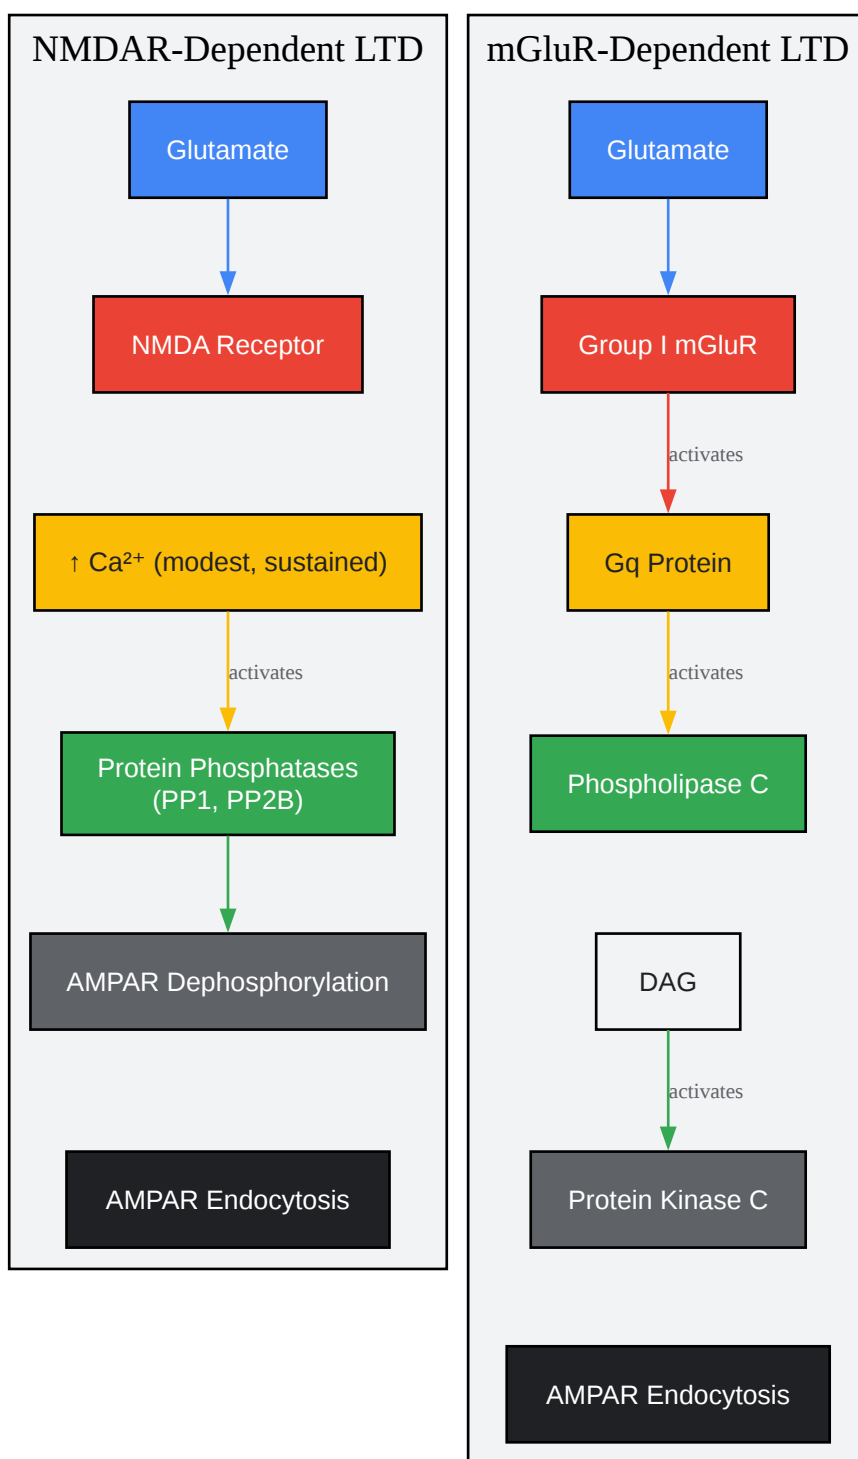 NMDAR-Dependent LTD
Glutamate
NMDA Receptor
↑ Ca²⁺ (modest, sustained)
activates
Protein Phosphatases
(PP1, PP2B)
AMPAR Dephosphorylation
AMPAR Endocytosis
mGluR-Dependent LTD
Glutamate
Group I mGluR
activates
Gq Protein
activates
Phospholipase C
DAG
activates
Protein Kinase C
AMPAR Endocytosis